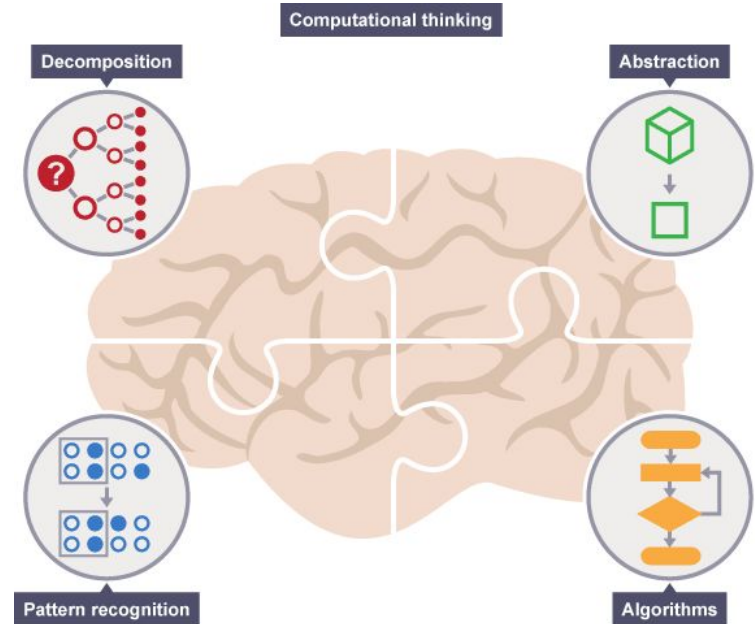 Computational thinking
Decomposition
Abstraction
?
Pattern recognition
Algorithms